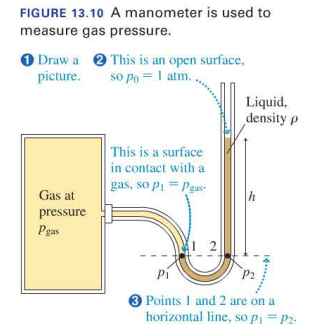 FIGURE 13.10 A manometer is used to
measure gas pressure.
1 Draw a
picture.
2 This is an open surface,
so p₀ = 1 atm.
Liquid,
density ρ
This is a surface
in contact with a
gas, so p₁ = p_gas.
Gas at
pressure
p_gas
h
1 2
p₁ p₂
3 Points 1 and 2 are on a
horizontal line, so p₁ = p₂.